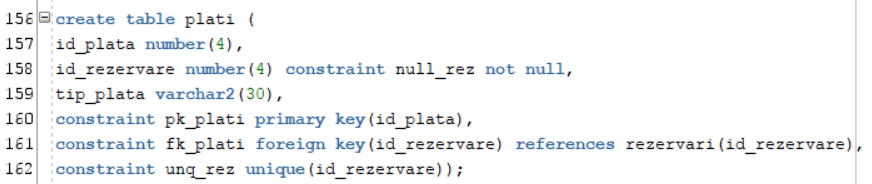 156 create table plati (
157 id_plata number(4),
158 id_rezervare number(4) constraint null_rez not null,
159 tip_plata varchar2(30),
160 constraint pk_plati primary key(id_plata),
161 constraint fk_plati foreign key(id_rezervare) references rezervari(id_rezervare),
162 constraint unq_rez unique(id_rezervare));